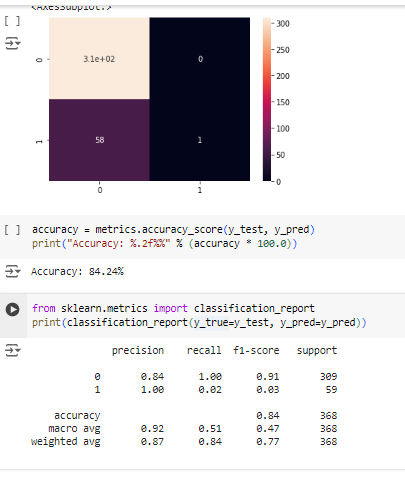 <AxesSubplot:>
[ ]
300
250
200
150
100
50
0
0
1
3.1e+02
0
58
1
0
1
[ ] accuracy = metrics.accuracy_score(y_test, y_pred)
print("Accuracy: %.2f%%" % (accuracy * 100.0))
Accuracy: 84.24%
from sklearn.metrics import classification_report
print(classification_report(y_true=y_test, y_pred=y_pred))
precision recall f1-score support
0 0.84 1.00 0.91 309
1 1.00 0.02 0.03 59
accuracy 0.84 368
macro avg 0.92 0.51 0.47 368
weighted avg 0.87 0.84 0.77 368